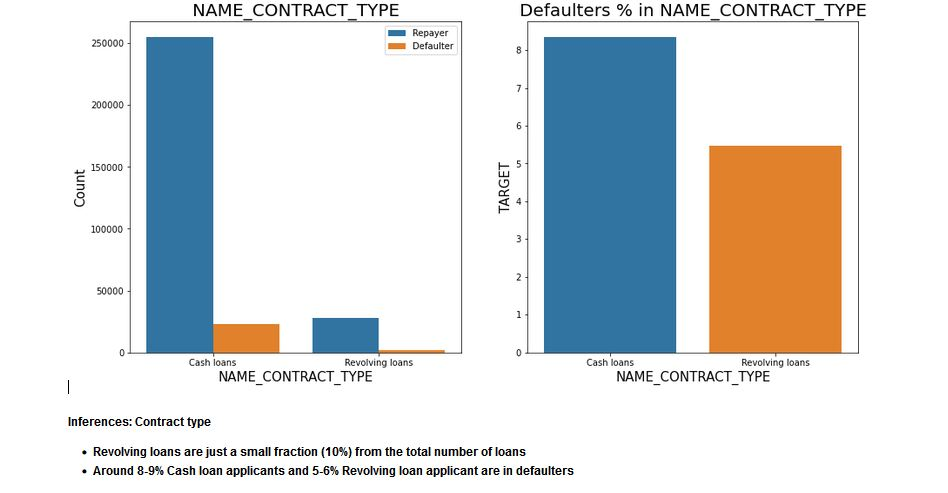 NAME_CONTRACT_TYPE
Count
250000
200000
150000
100000
50000
0
Repayer
Defaulter
Cash loans
Revolving loans
NAME_CONTRACT_TYPE
Defaulters % in NAME_CONTRACT_TYPE
TARGET
8
7
6
5
4
3
2
1
0
Cash loans
Revolving loans
NAME_CONTRACT_TYPE
Inferences: Contract type
• Revolving loans are just a small fraction (10%) from the total number of loans
• Around 8-9% Cash loan applicants and 5-6% Revolving loan applicant are in defaulters